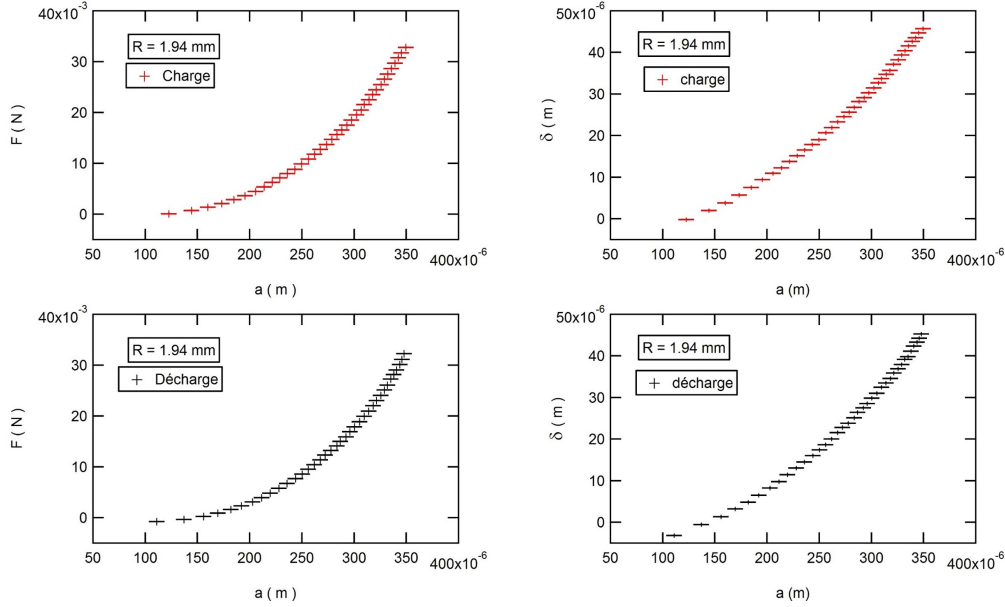 40x10⁻³
30
20
10
0
F ( N )
R = 1.94 mm
Charge
50
100
150
200
250
300
350
400x10⁻⁶
a ( m )
50x10⁻⁶
40
30
20
10
0
δ ( m )
R = 1.94 mm
charge
50
100
150
200
250
300
350
400x10⁻⁶
a (m)
40x10⁻³
30
20
10
0
F ( N )
R = 1.94 mm
Décharge
50
100
150
200
250
300
350
400x10⁻⁶
a ( m )
50x10⁻⁶
40
30
20
10
0
δ ( m )
R = 1.94 mm
décharge
50
100
150
200
250
300
350
400x10⁻⁶
a (m)